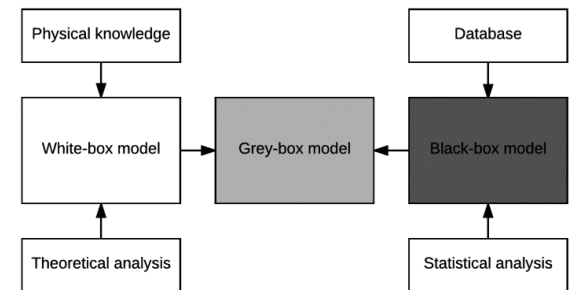 Physical knowledge
Database
White-box model
Grey-box model
Black-box model
Theoretical analysis
Statistical analysis